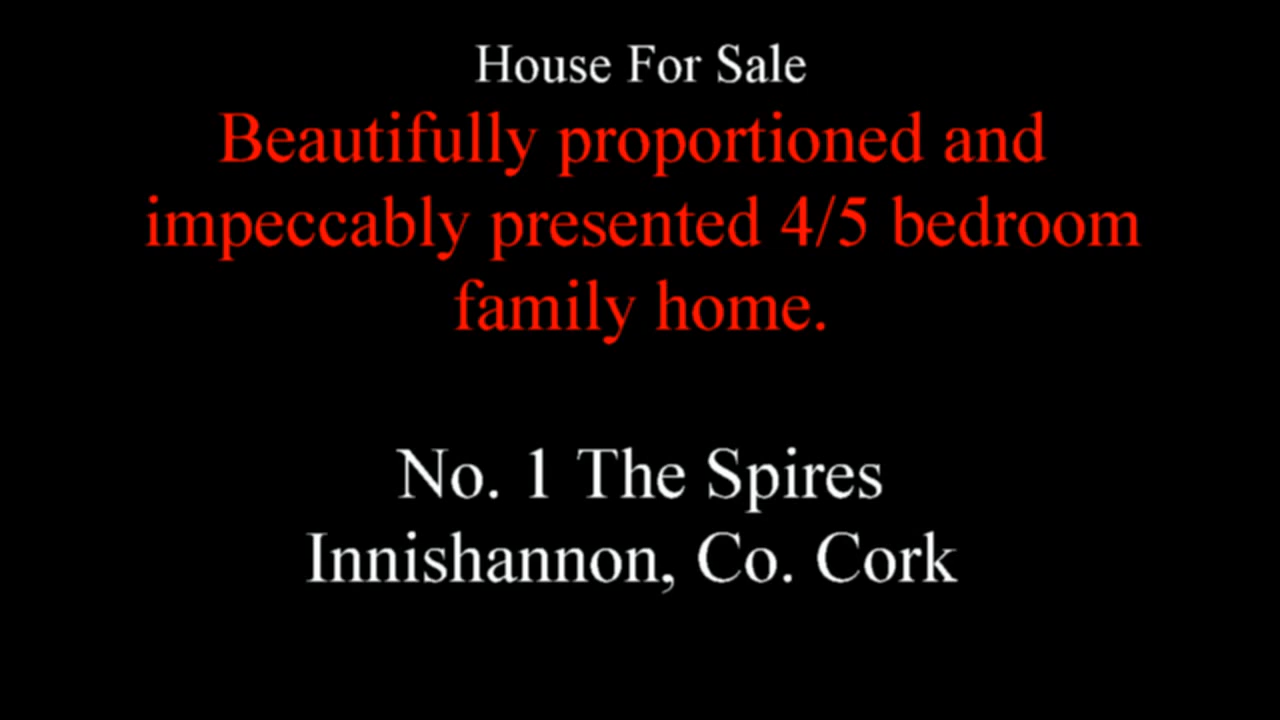 House For Sale
Beautifully proportioned and
impeccably presented 4/5 bedroom
family home.
No. 1 The Spires
Innishannon, Co. Cork